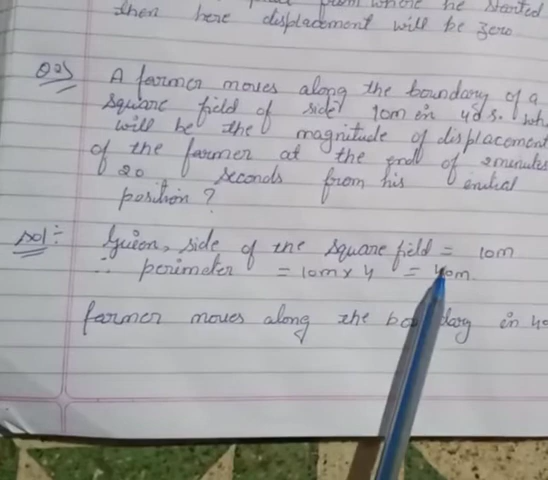 then here displacement will be zero
Q2) A farmer moves along the boundary of a
square field of side 10m in 40 s.
will be the magnitude of displacement
of the farmer at the end of 2 minutes
20 seconds from his initial
position?
Sol:- Given, side of the square field = 10m
∴ perimeter = 10m x 4 = 40m
farmer moves along the boundary in